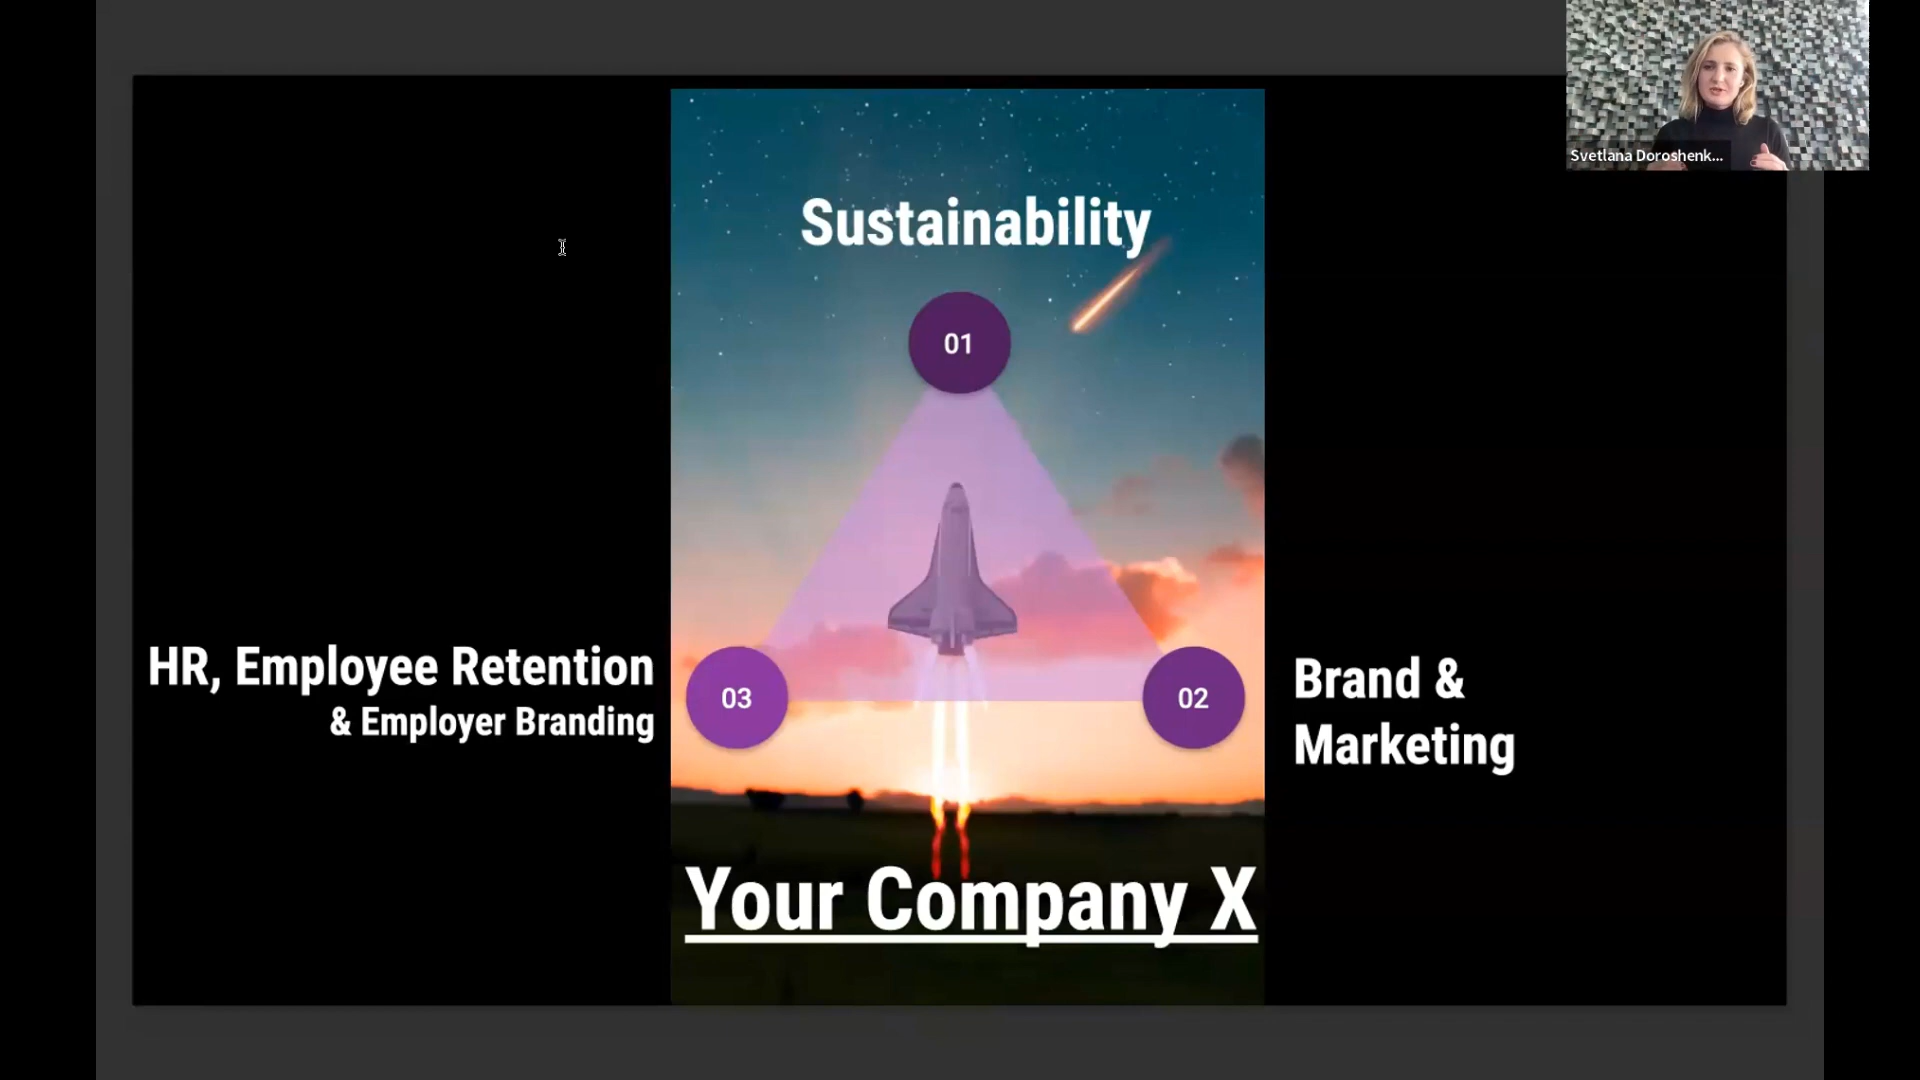 Svetlana Doroshenk...
Sustainability
01
HR, Employee Retention
& Employer Branding
03
02
Brand &
Marketing
Your Company X